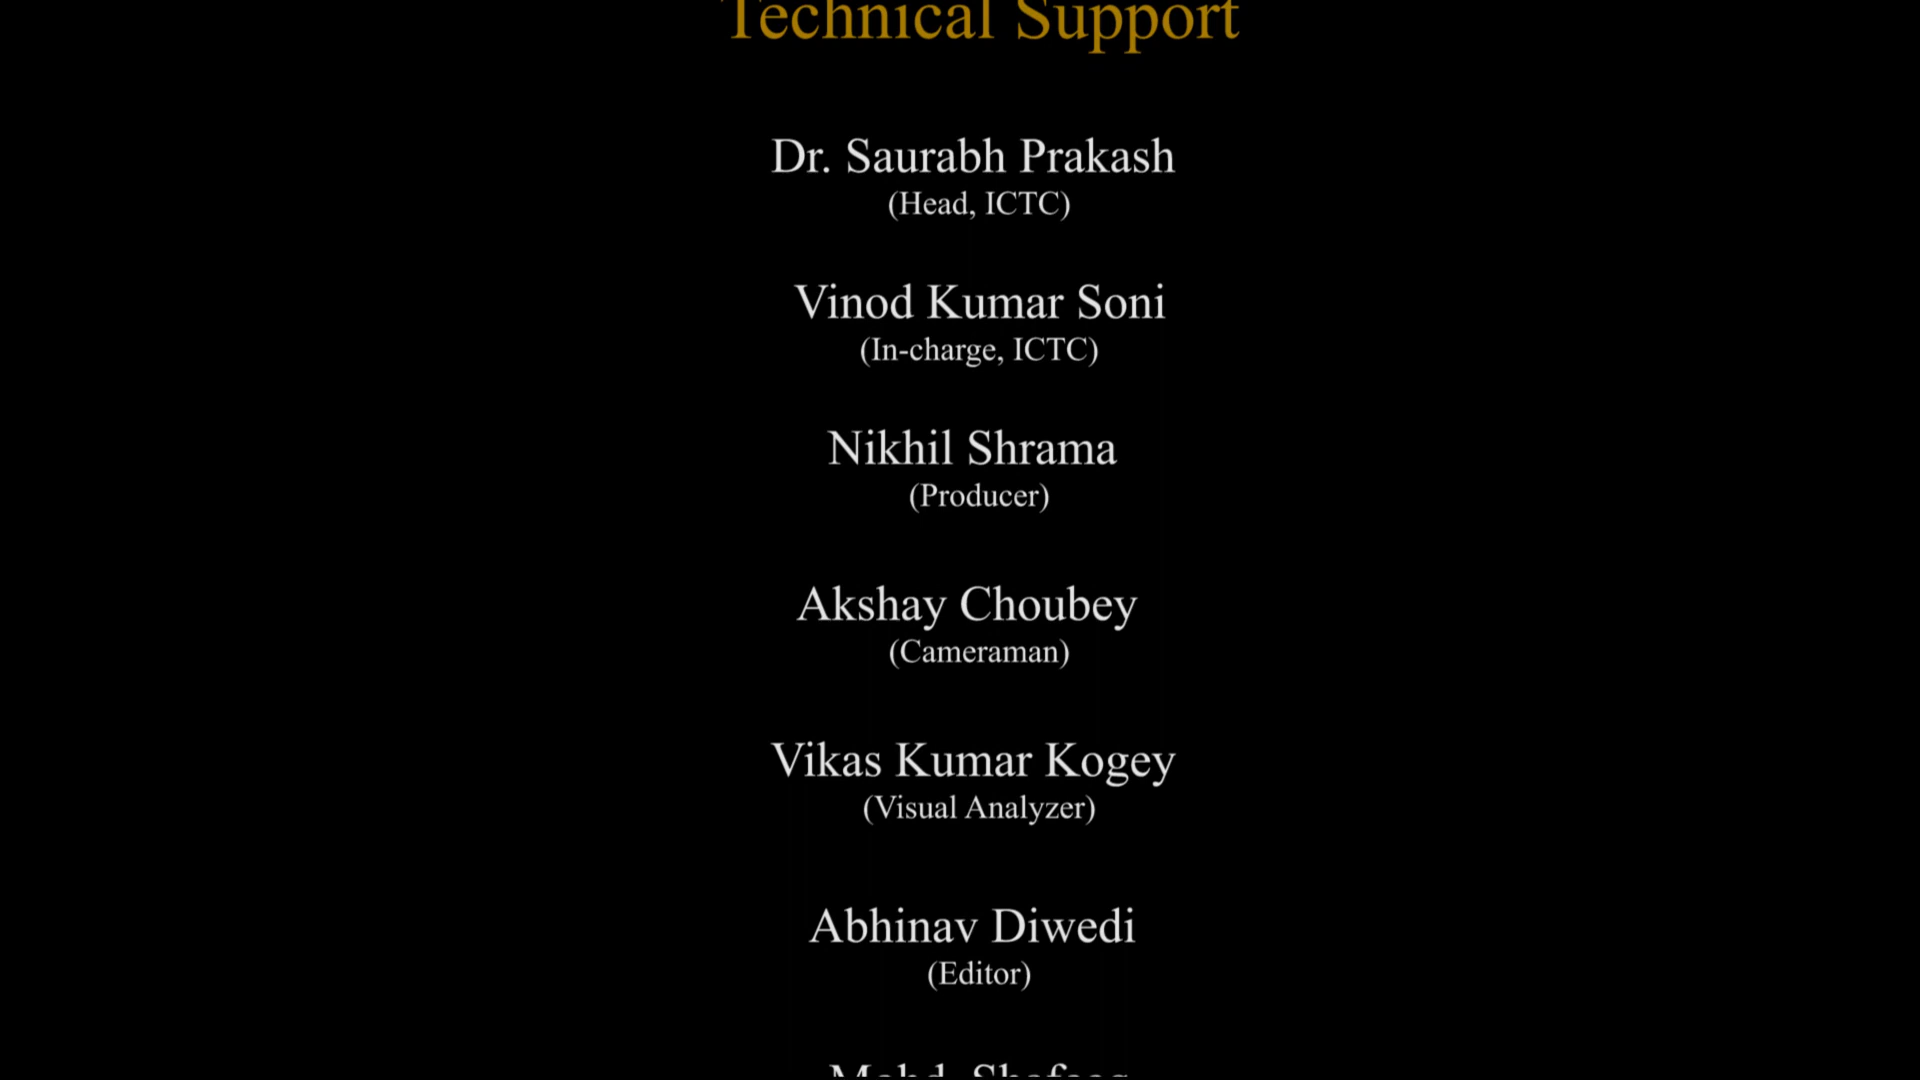 Technical Support
Dr. Saurabh Prakash
(Head, ICTC)
Vinod Kumar Soni
(In-charge, ICTC)
Nikhil Shrama
(Producer)
Akshay Choubey
(Cameraman)
Vikas Kumar Kogey
(Visual Analyzer)
Abhinav Diwedi
(Editor)
Mohd.